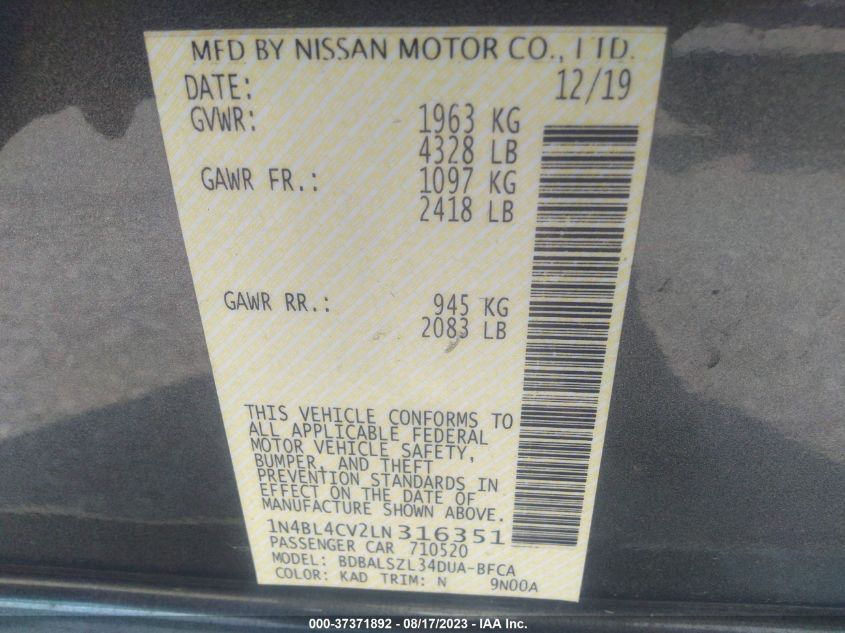 MFD BY NISSAN MOTOR CO., LTD.
DATE: 12/19
GVWR: 1963 KG
4328 LB
GAWR FR.: 1097 KG
2418 LB
GAWR RR.: 945 KG
2083 LB
THIS VEHICLE CONFORMS TO
ALL APPLICABLE FEDERAL
MOTOR VEHICLE SAFETY,
BUMPER, AND THEFT
PREVENTION STANDARDS IN
EFFECT ON THE DATE OF
MANUFACTURE SHOWN ABOVE.
1N4BL4CV2LN316351
PASSENGER CAR 710520
MODEL: BDBALSZL34DUA-BFCA
COLOR: KAD TRIM: N 9N00A
000-37371892 - 08/17/2023 - IAA Inc.